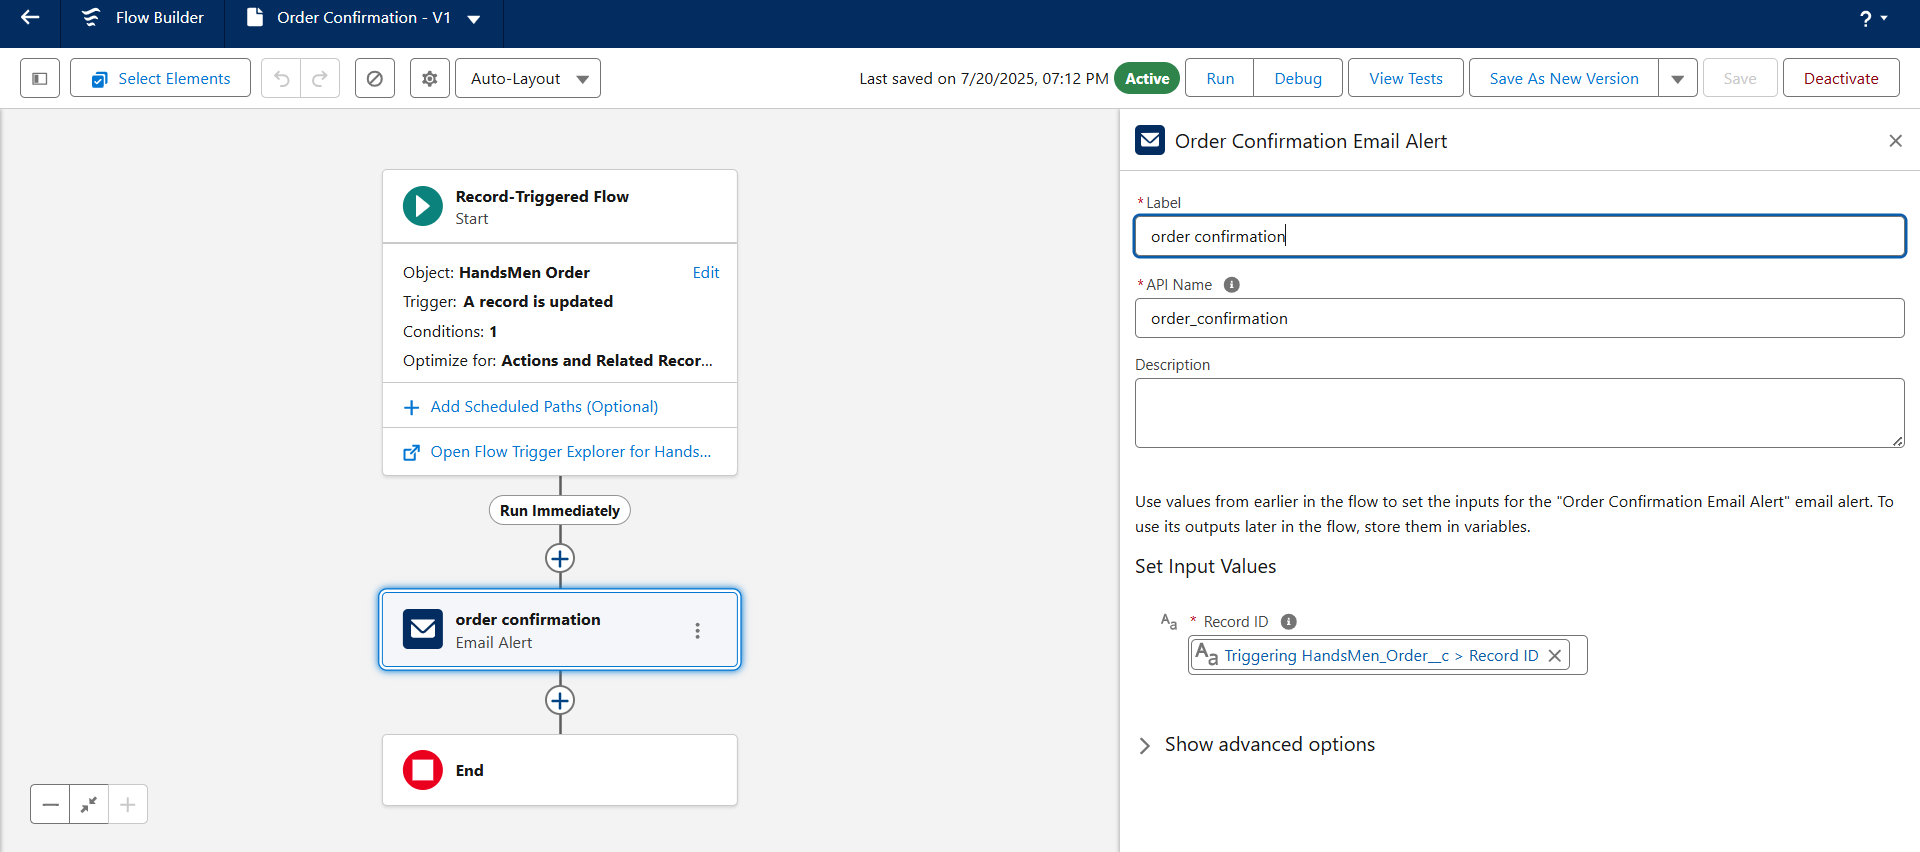 Flow Builder
Order Confirmation - V1
?
Select Elements
Auto-Layout
Last saved on 7/20/2025, 07:12 PM
Active
Run
Debug
View Tests
Save As New Version
Save
Deactivate
Record-Triggered Flow
Start
Object: HandsMen Order
Edit
Trigger: A record is updated
Conditions: 1
Optimize for: Actions and Related Recor...
Add Scheduled Paths (Optional)
Open Flow Trigger Explorer for Hands...
Run Immediately
order confirmation
Email Alert
End
Order Confirmation Email Alert
*Label
order confirmation
*API Name
order_confirmation
Description
Use values from earlier in the flow to set the inputs for the "Order Confirmation Email Alert" email alert. To
use its outputs later in the flow, store them in variables.
Set Input Values
Aa * Record ID
Aa Triggering HandsMen_Order__c > Record ID
Show advanced options